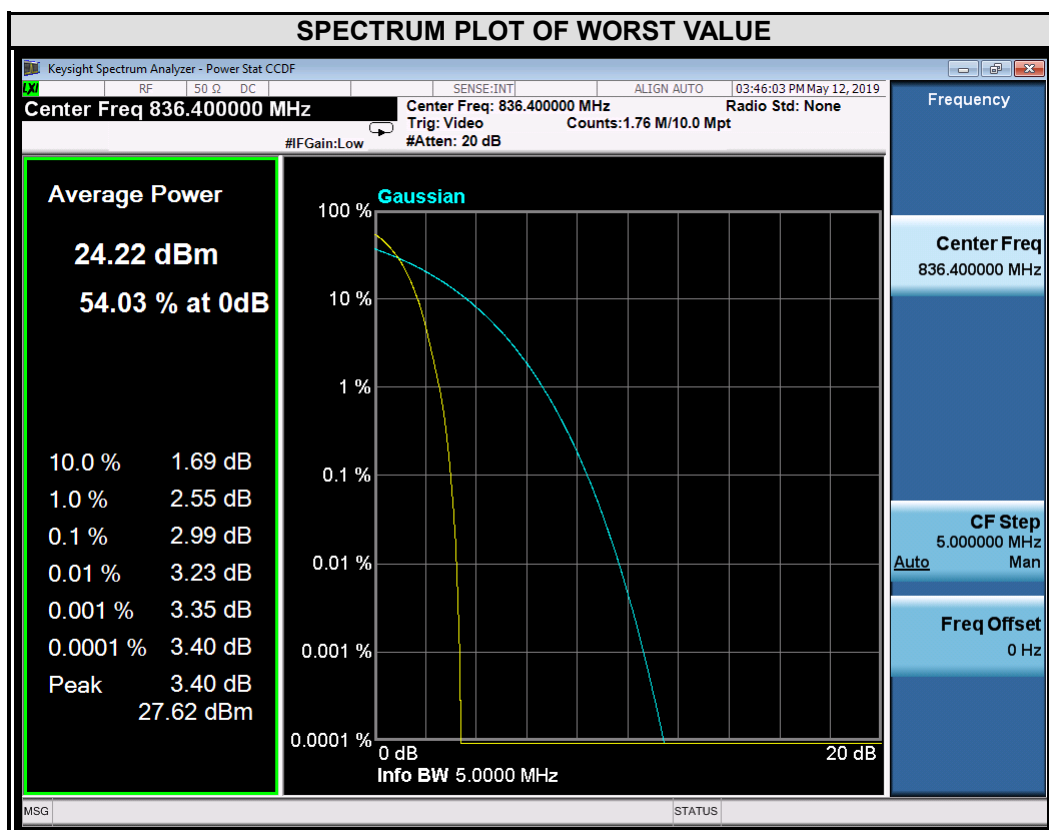 SPECTRUM PLOT OF WORST VALUE
Keysight Spectrum Analyzer - Power Stat CCDF
LXI RF 50 Ω DC SENSE:INT ALIGN AUTO 03:46:03 PM May 12, 2019
Center Freq 836.400000 MHz
#IFGain:Low
Center Freq: 836.400000 MHz
Trig: Video
#Atten: 20 dB
Counts:1.76 M/10.0 Mpt
Radio Std: None
Average Power
24.22 dBm
54.03 % at 0dB
10.0 % 1.69 dB
1.0 % 2.55 dB
0.1 % 2.99 dB
0.01 % 3.23 dB
0.001 % 3.35 dB
0.0001 % 3.40 dB
Peak 3.40 dB
27.62 dBm
Gaussian
100 %
10 %
1 %
0.1 %
0.01 %
0.001 %
0.0001 %
0 dB 20 dB
Info BW 5.0000 MHz
Frequency
Center Freq
836.400000 MHz
CF Step
5.000000 MHz
Auto Man
Freq Offset
0 Hz
MSG STATUS